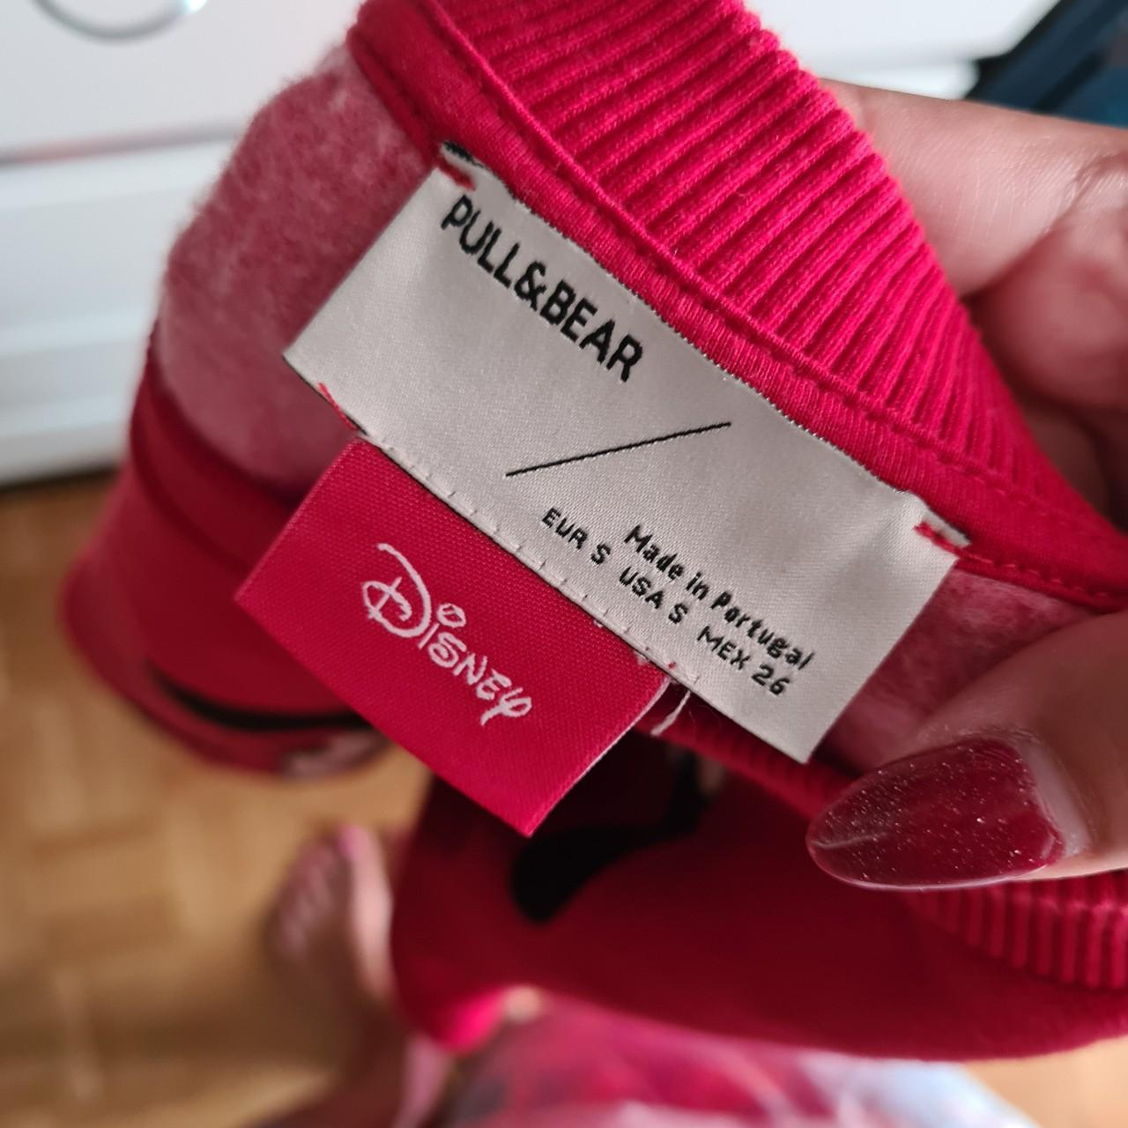 PULL&BEAR
Made in Portugal
EUR S USA S MEX 26
Disney